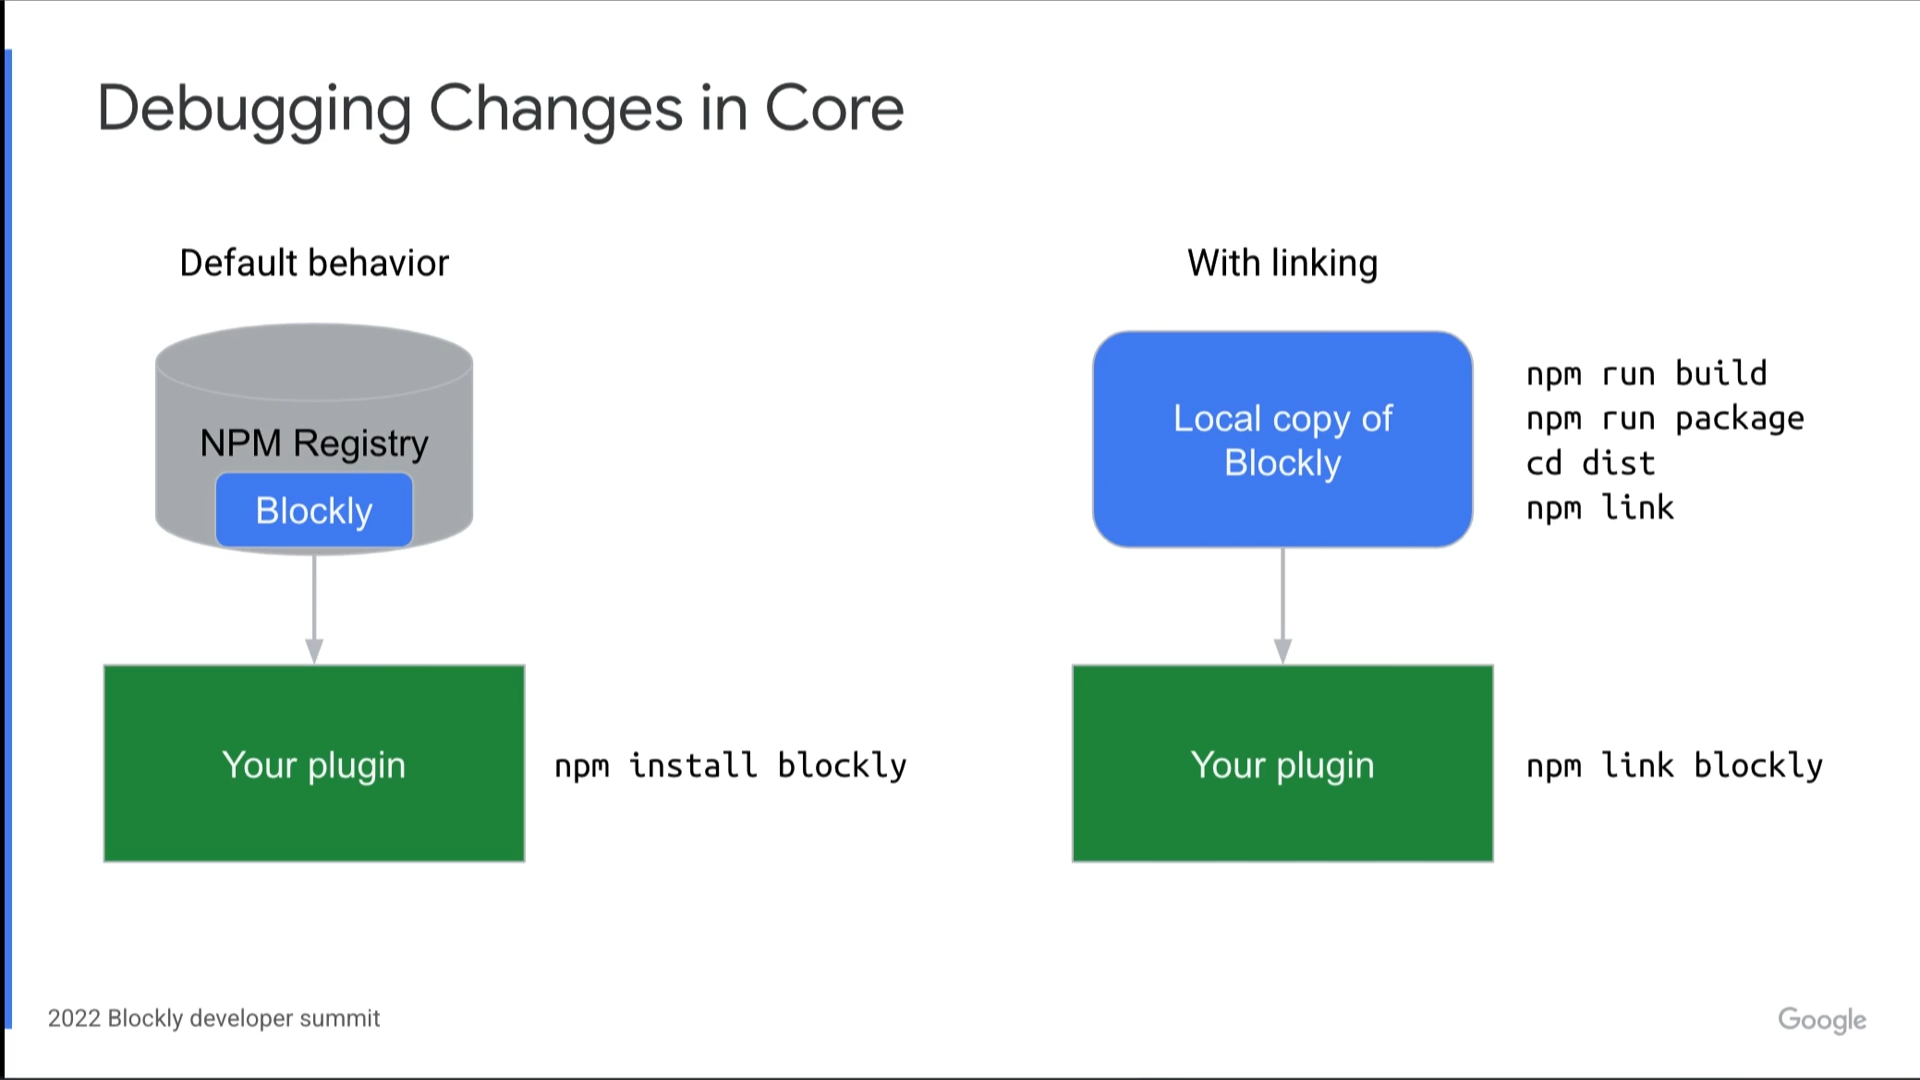 Debugging Changes in Core
Default behavior
NPM Registry
Blockly
Your plugin
npm install blockly
With linking
Local copy of
Blockly
npm run build
npm run package
cd dist
npm link
Your plugin
npm link blockly
2022 Blockly developer summit
Google